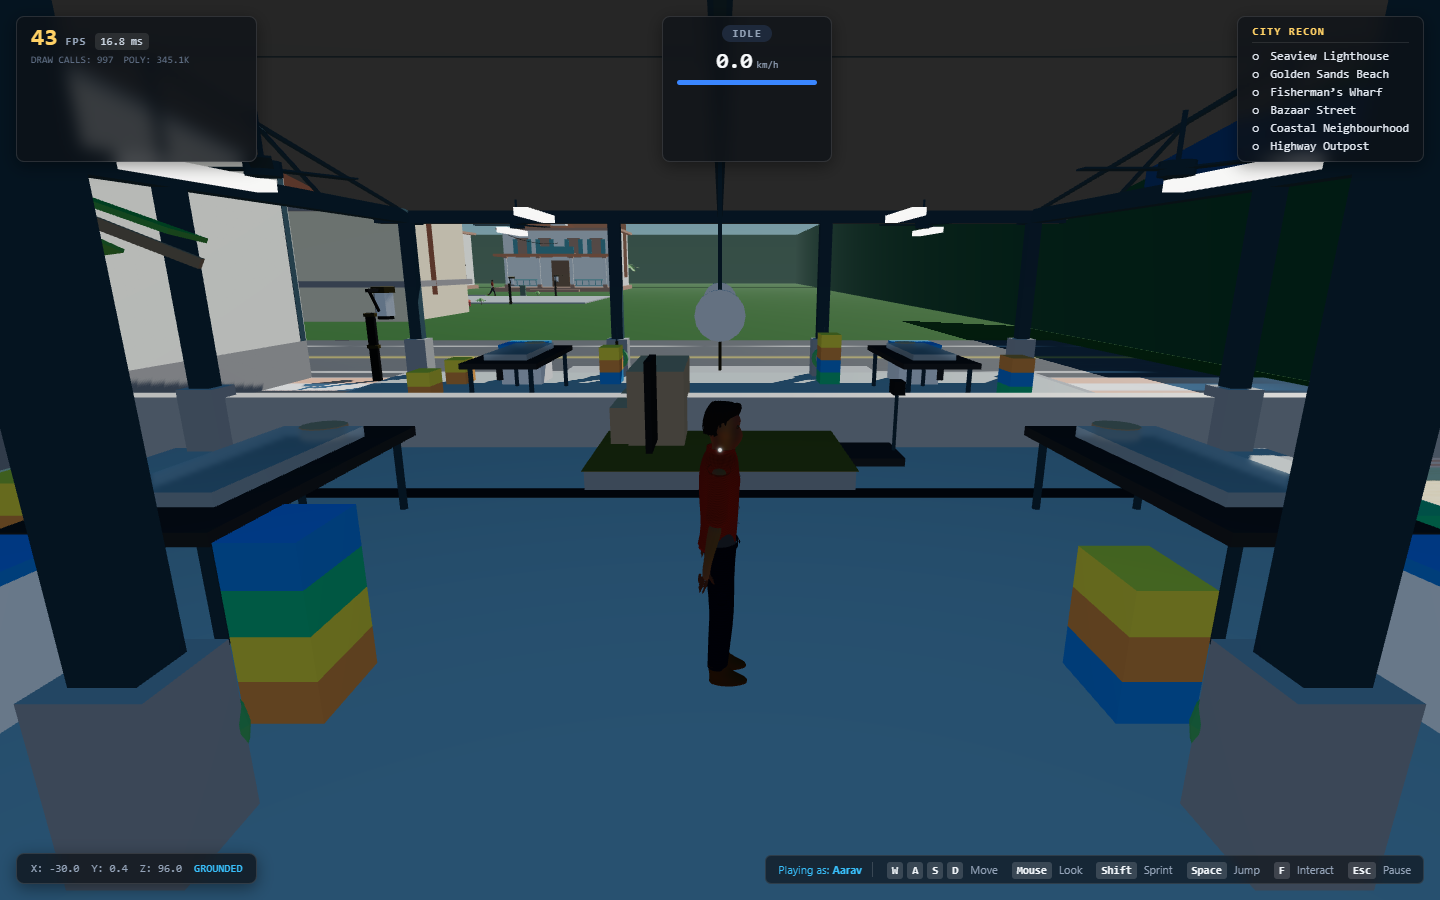 43 FPS 16.8 ms
DRAW CALLS: 997 POLY: 345.1K
IDLE
0.0 km/h
CITY RECON
Seaview Lighthouse
Golden Sands Beach
Fisherman's Wharf
Bazaar Street
Coastal Neighbourhood
Highway Outpost
X: -30.0 Y: 0.4 Z: 96.0 GROUNDED
Playing as: Aarav W A S D Move Mouse Look Shift Sprint Space Jump F Interact Esc Pause